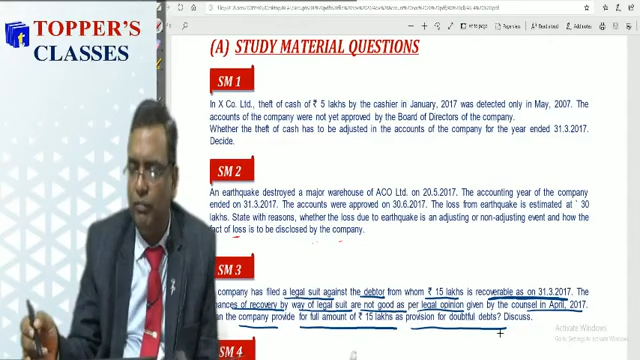 TOPPER'S
CLASSES
(A) STUDY MATERIAL QUESTIONS
SM 1
In X Co. Ltd., theft of cash of ₹ 5 lakhs by the cashier in January, 2017 was detected only in May, 2007. The
accounts of the company were not yet approved by the Board of Directors of the company.
Whether the theft of cash has to be adjusted in the accounts of the company for the year ended 31.3.2017.
Decide.
SM 2
An earthquake destroyed a major warehouse of ACO Ltd. on 20.5.2017. The accounting year of the company
ended on 31.3.2017. The accounts were approved on 30.6.2017. The loss from earthquake is estimated at ` 30
lakhs. State with reasons, whether the loss due to earthquake is an adjusting or non-adjusting event and how the
fact of loss is to be disclosed by the company.
SM 3
company has filed a legal suit against the debtor from whom ₹ 15 lakhs is recoverable as on 31.3.2017. The
chances of recovery by way of legal suit are not good as per legal opinion given by the counsel in April, 2017.
an the company provide for full amount of ₹ 15 lakhs as provision for doubtful debts? Discuss.
SM 4
Activate Windows
Go to Settings to activate Windows.